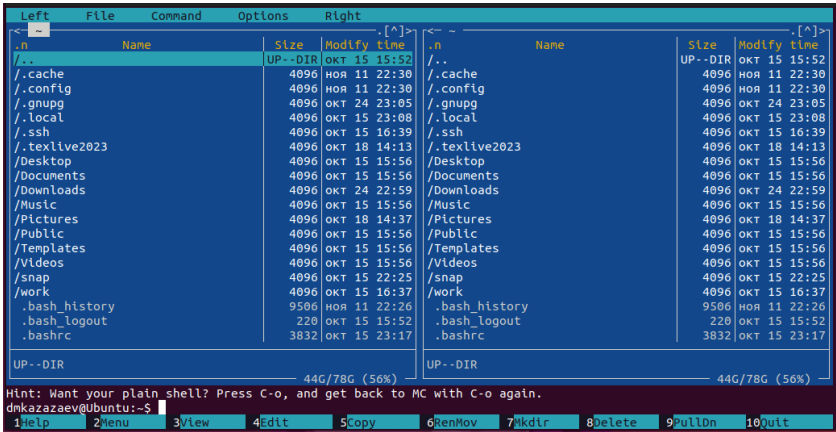 Left File Command Options Right
<- ~ .[^]> <- ~ .[^]>
.n Name Size Modify time .n Name Size Modify time
/.. UP--DIR окт 15 15:52 /.. UP--DIR окт 15 15:52
/.cache 4096 ноя 11 22:30 /.cache 4096 ноя 11 22:30
/.config 4096 ноя 11 22:30 /.config 4096 ноя 11 22:30
/.gnupg 4096 окт 24 23:05 /.gnupg 4096 окт 24 23:05
/.local 4096 окт 15 23:08 /.local 4096 окт 15 23:08
/.ssh 4096 окт 15 16:39 /.ssh 4096 окт 15 16:39
/.texlive2023 4096 окт 18 14:13 /.texlive2023 4096 окт 18 14:13
/Desktop 4096 окт 15 15:56 /Desktop 4096 окт 15 15:56
/Documents 4096 окт 15 15:56 /Documents 4096 окт 15 15:56
/Downloads 4096 окт 24 22:59 /Downloads 4096 окт 24 22:59
/Music 4096 окт 15 15:56 /Music 4096 окт 15 15:56
/Pictures 4096 окт 18 14:37 /Pictures 4096 окт 18 14:37
/Public 4096 окт 15 15:56 /Public 4096 окт 15 15:56
/Templates 4096 окт 15 15:56 /Templates 4096 окт 15 15:56
/Videos 4096 окт 15 15:56 /Videos 4096 окт 15 15:56
/snap 4096 окт 15 22:25 /snap 4096 окт 15 22:25
/work 4096 окт 15 16:37 /work 4096 окт 15 16:37
.bash_history 9506 ноя 11 22:26 .bash_history 9506 ноя 11 22:26
.bash_logout 220 окт 15 15:52 .bash_logout 220 окт 15 15:52
.bashrc 3832 окт 15 23:17 .bashrc 3832 окт 15 23:17
UP--DIR UP--DIR
44G/78G (56%) 44G/78G (56%)
Hint: Want your plain shell? Press C-o, and get back to MC with C-o again.
dmkazazaev@Ubuntu:~$
1Help 2Menu 3View 4Edit 5Copy 6RenMov 7Mkdir 8Delete 9PullDn 10Quit